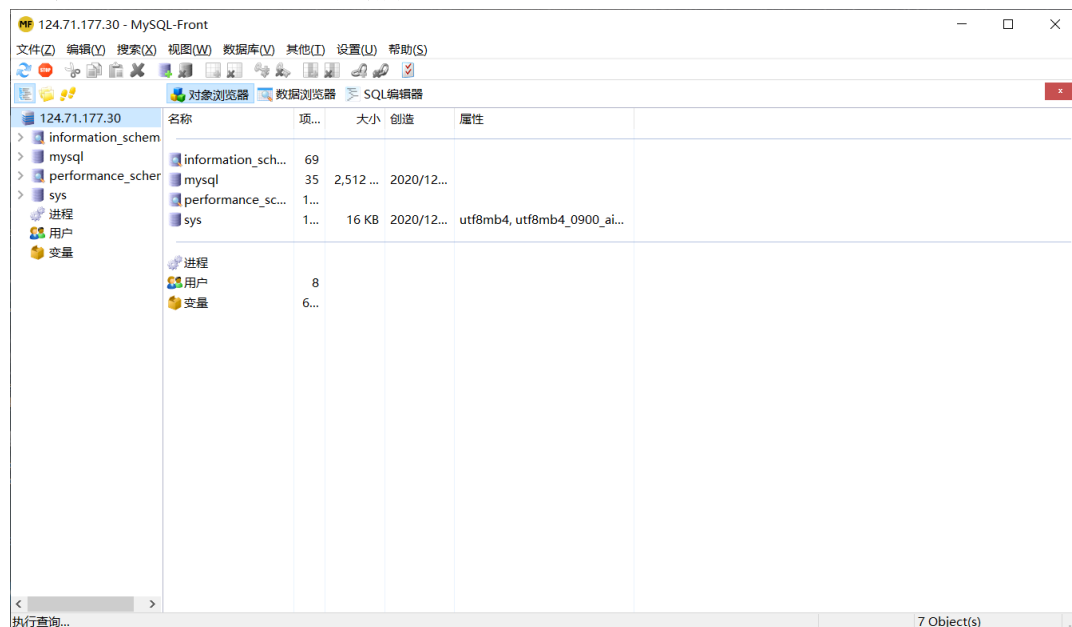 124.71.177.30 - MySQL-Front
文件(Z) 编辑(Y) 搜索(X) 视图(W) 数据库(V) 其他(T) 设置(U) 帮助(S)
对象浏览器 数据浏览器 SQL编辑器
124.71.177.30
information_schem
mysql
performance_scher
sys
进程
用户
变量
名称 项... 大小 创造 属性
information_sch... 69
mysql 35 2,512 ... 2020/12...
performance_sc... 1...
sys 1... 16 KB 2020/12... utf8mb4, utf8mb4_0900_ai...
进程
用户 8
变量 6...
执行查询... 7 Object(s)